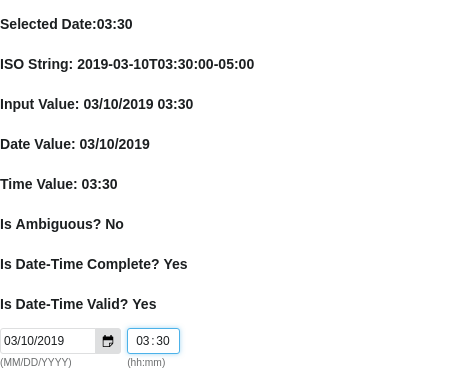 Selected Date:03:30
ISO String: 2019-03-10T03:30:00-05:00
Input Value: 03/10/2019 03:30
Date Value: 03/10/2019
Time Value: 03:30
Is Ambiguous? No
Is Date-Time Complete? Yes
Is Date-Time Valid? Yes
03/10/2019 03:30
(MM/DD/YYYY) (hh:mm)